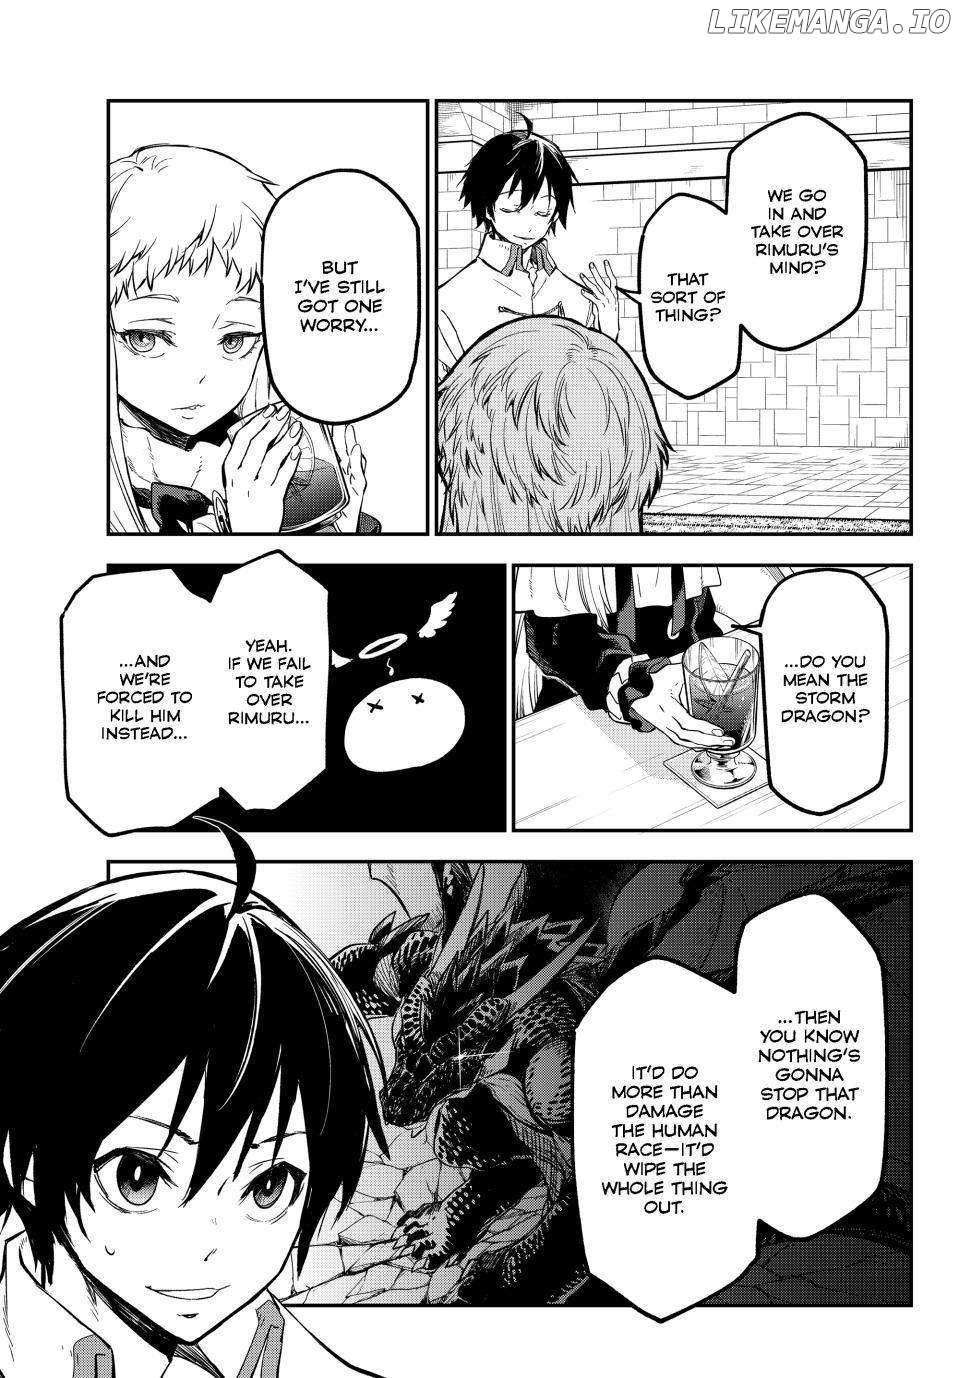 LIKEMANGA.IO
WE GO
IN AND
TAKE OVER
RIMURU'S
MIND?
THAT
SORT OF
THING?
BUT
I'VE STILL
GOT ONE
WORRY...
...DO YOU
MEAN THE
STORM
DRAGON?
YEAH.
IF WE FAIL
TO TAKE
OVER
RIMURU...
...AND
WE'RE
FORCED TO
KILL HIM
INSTEAD...
...THEN
YOU KNOW
NOTHING'S
GONNA
STOP THAT
DRAGON.
IT'D DO
MORE THAN
DAMAGE
THE HUMAN
RACE—IT'D
WIPE THE
WHOLE THING
OUT.